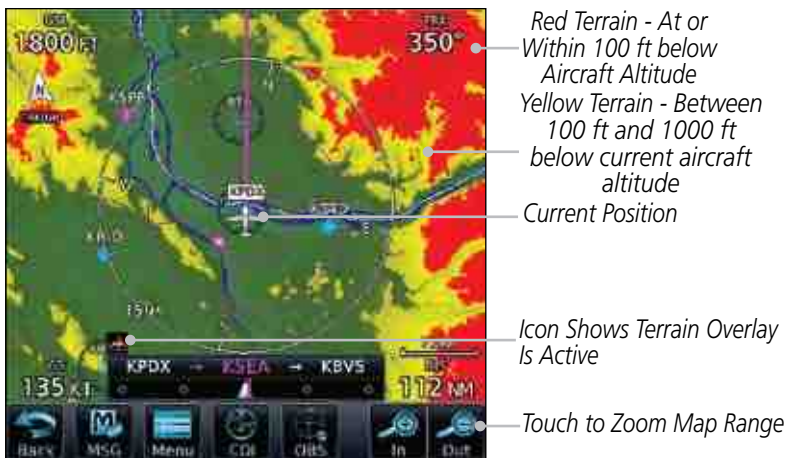 1800 FT
350°
N
KSPB
KPDX
135 KT
KPDX → KSEA → KBVS
112 NM
Back
MSG
Menu
CDI
OBS
In
Out
Red Terrain - At or
Within 100 ft below
Aircraft Altitude
Yellow Terrain - Between
100 ft and 1000 ft
below current aircraft
altitude
Current Position
Icon Shows Terrain Overlay
Is Active
Touch to Zoom Map Range